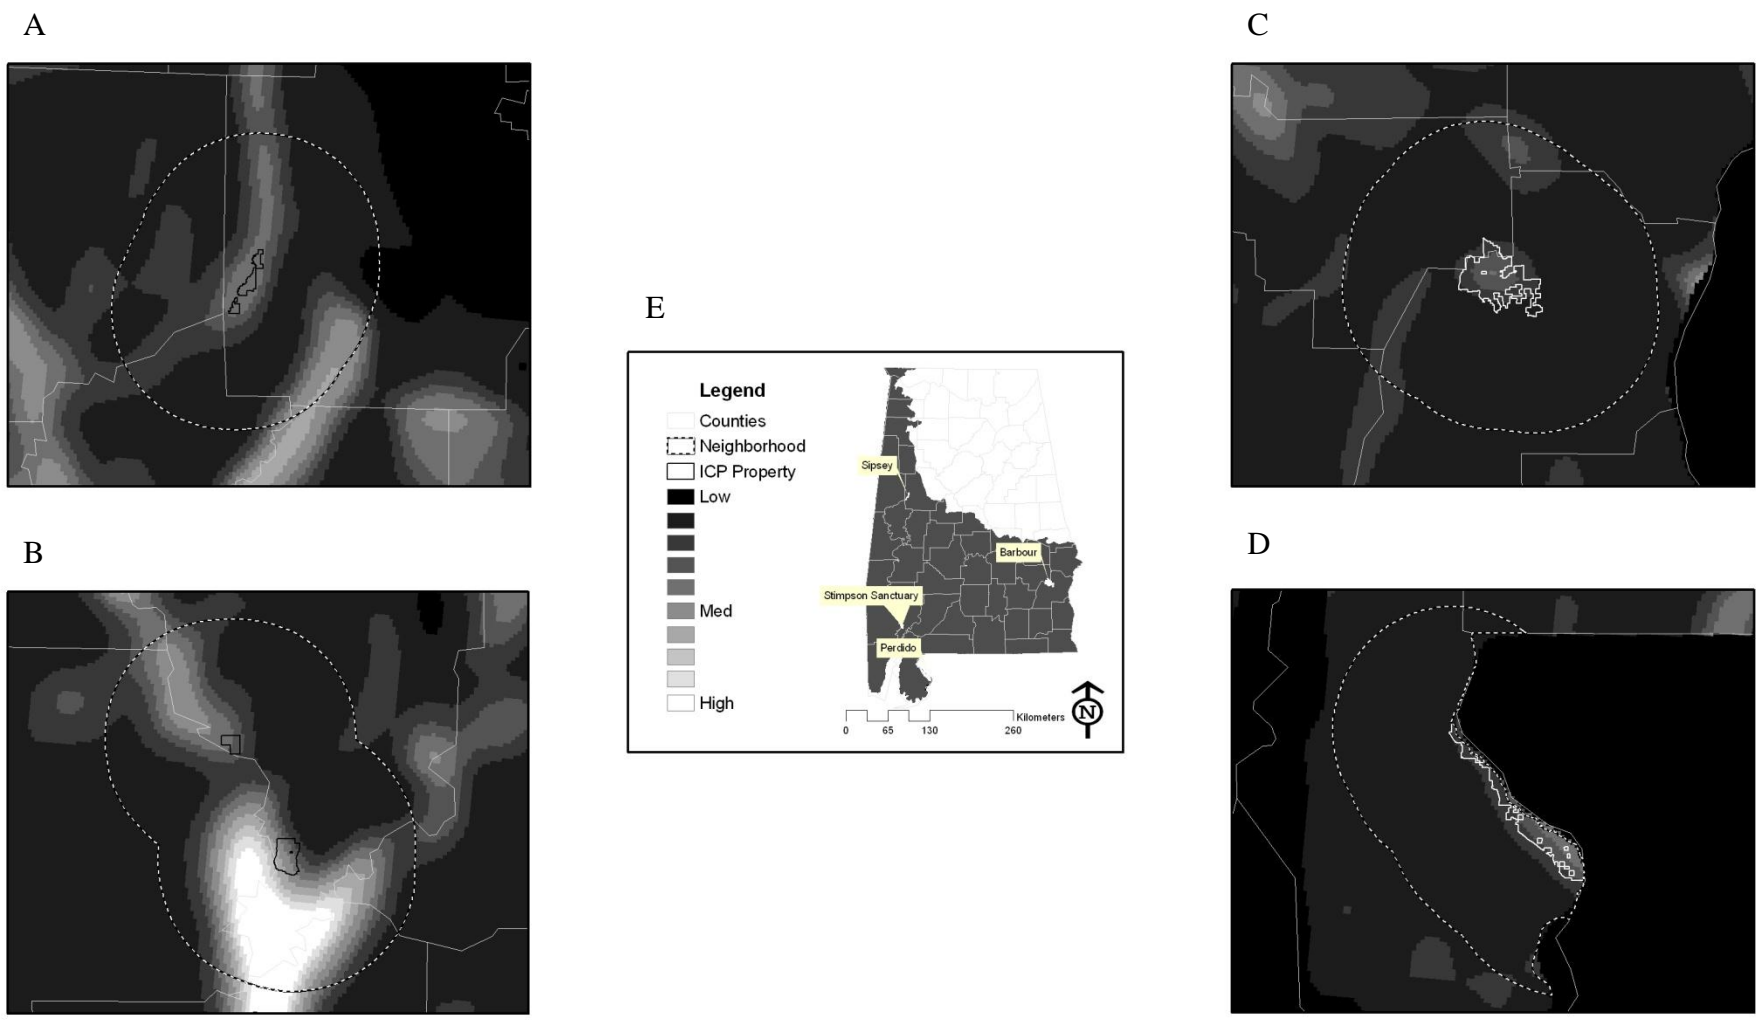 A
C
E
Legend
Counties
Neighborhood
ICP Property
Low
Med
High
Sipsey
Barbour
Stimpson Sanctuary
Perdido
N
Kilometers
0 65 130 260
B
D